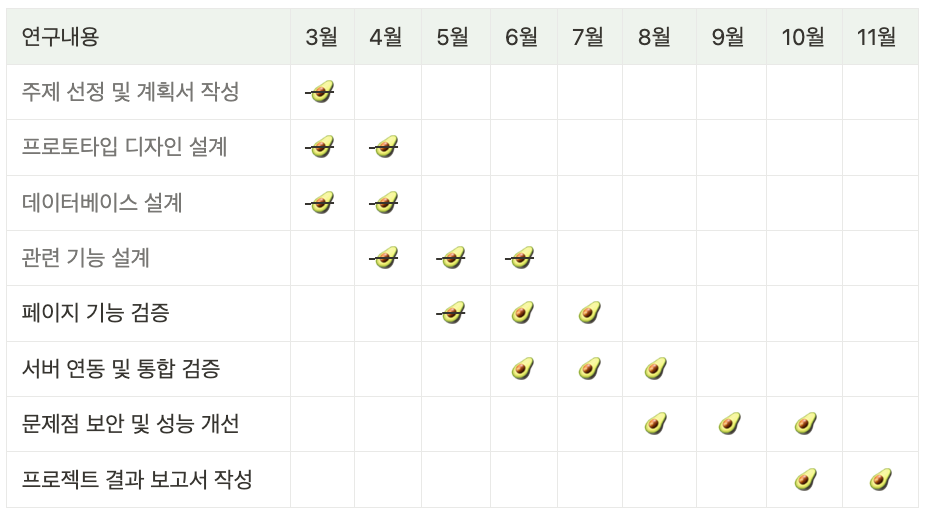 연구내용 3월 4월 5월 6월 7월 8월 9월 10월 11월
주제 선정 및 계획서 작성
프로토타입 디자인 설계
데이터베이스 설계
관련 기능 설계
페이지 기능 검증
서버 연동 및 통합 검증
문제점 보안 및 성능 개선
프로젝트 결과 보고서 작성